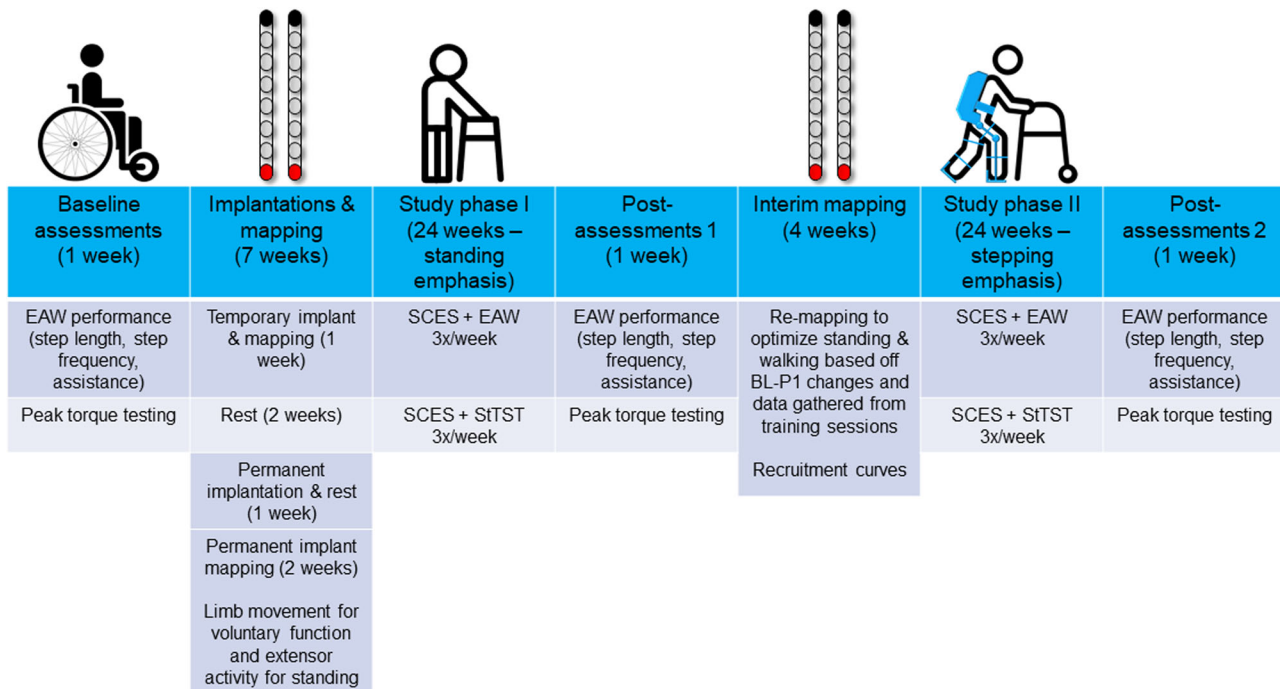 Baseline
assessments
(1 week)
Implantations &
mapping
(7 weeks)
Study phase I
(24 weeks –
standing
emphasis)
Post-
assessments 1
(1 week)
Interim mapping
(4 weeks)
Study phase II
(24 weeks –
stepping
emphasis)
Post-
assessments 2
(1 week)
EAW performance
(step length, step
frequency,
assistance)
Temporary implant
& mapping (1
week)
SCES + EAW
3x/week
EAW performance
(step length, step
frequency,
assistance)
Re-mapping to
optimize standing &
walking based off
BL-P1 changes and
data gathered from
training sessions
Recruitment curves
SCES + EAW
3x/week
EAW performance
(step length, step
frequency,
assistance)
Peak torque testing
Rest (2 weeks)
SCES + StTST
3x/week
Peak torque testing
SCES + StTST
3x/week
Peak torque testing
Permanent
implantation & rest
(1 week)
Permanent implant
mapping (2 weeks)
Limb movement for
voluntary function
and extensor
activity for standing